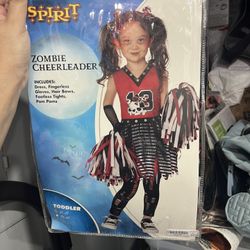 SPIRIT
ZOMBIE
CHEERLEADER
INCLUDES:
Dress, Fingerless
Gloves, Hair Bows,
Footless Tights,
Pom Poms
13
TODDLER